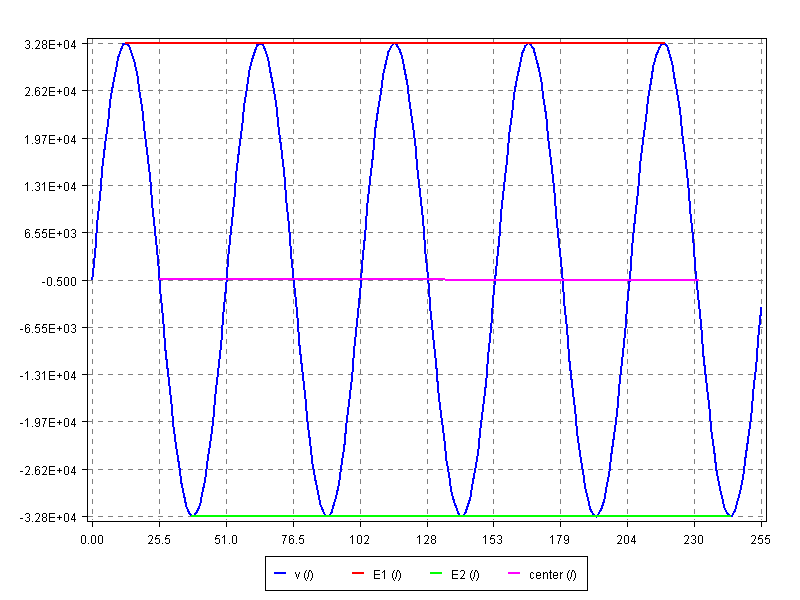 3.28E+04
2.62E+04
1.97E+04
1.31E+04
6.55E+03
-0.500
-6.55E+03
-1.31E+04
-1.97E+04
-2.62E+04
-3.28E+04
0.00 25.5 51.0 76.5 102 128 153 179 204 230 255
v (/) E1 (/) E2 (/) center (/)